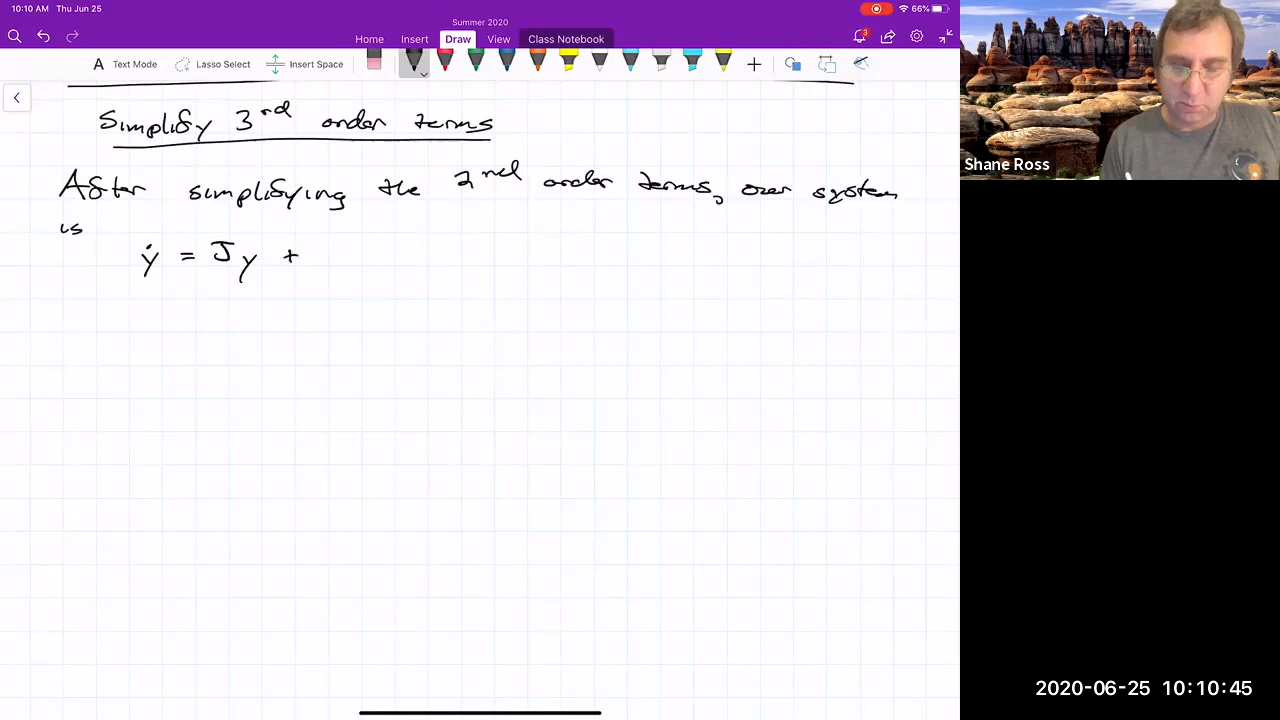 10:10 AM Thu Jun 25
66%
Summer 2020
Home Insert Draw View Class Notebook
3
A Text Mode Lasso Select Insert Space
Simplify 3rd order terms
After simplifying the 2nd order terms, our system
is
ẏ = Jy +
Shane Ross
2020-06-25 10:10:45